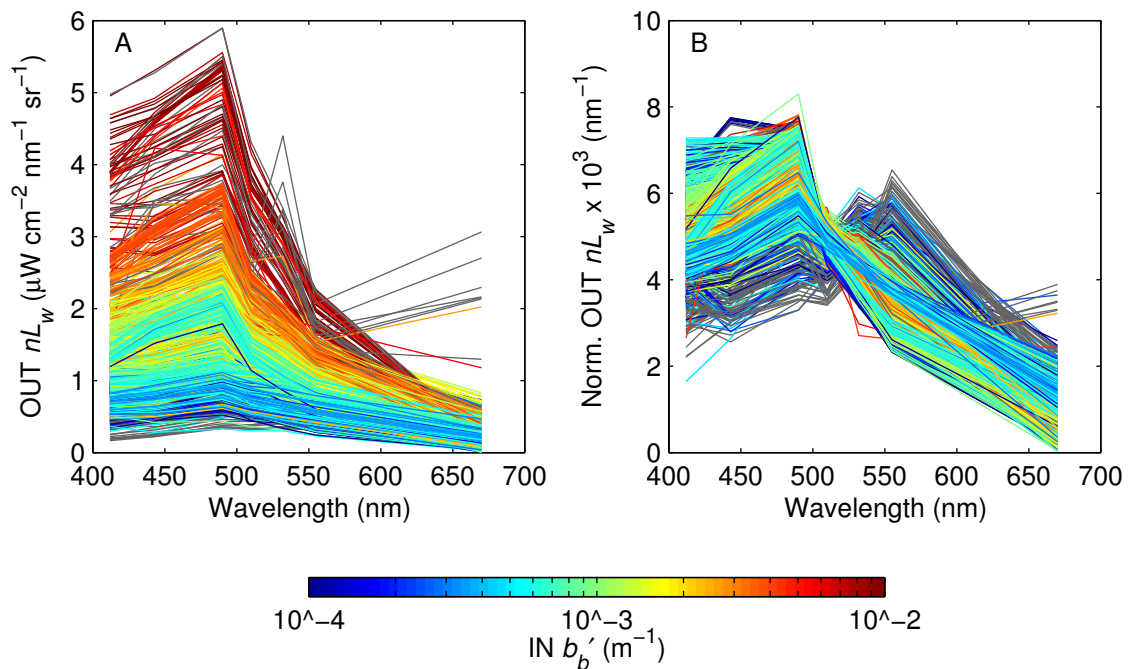 A
OUT nL_w (μW cm⁻² nm⁻¹ sr⁻¹)
6
5
4
3
2
1
0
400 450 500 550 600 650 700
Wavelength (nm)
B
Norm. OUT nL_w x 10³ (nm⁻¹)
10
8
6
4
2
0
400 450 500 550 600 650 700
Wavelength (nm)
10^−4 10^−3 10^−2
IN b_b′ (m⁻¹)